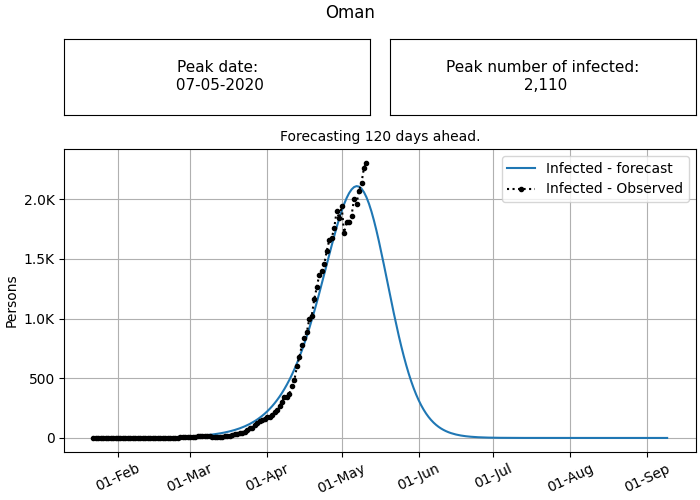 Oman
Peak date:
07-05-2020
Peak number of infected:
2,110
Forecasting 120 days ahead.
Infected - forecast
Infected - Observed
2.0K
1.5K
1.0K
500
0
Persons
01-Feb
01-Mar
01-Apr
01-May
01-Jun
01-Jul
01-Aug
01-Sep